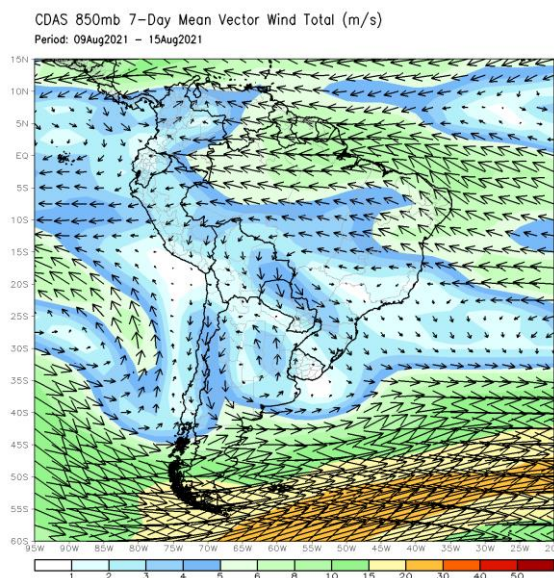 CDAS 850mb 7-Day Mean Vector Wind Total (m/s)
Period: 09Aug2021 - 15Aug2021
15N
10N
5N
EQ
5S
10S
15S
20S
25S
30S
35S
40S
45S
50S
55S
60S
95W 90W 85W 80W 75W 70W 65W 60W 55W 50W 45W 40W 35W 30W 25W
1 2 3 4 5 6 8 10 15 20 30 40 50